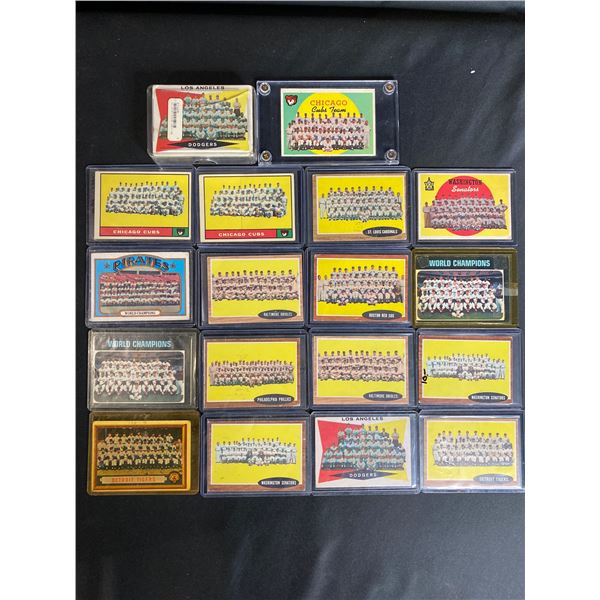 LOS ANGELES
DODGERS
CHICAGO
Cubs Team
CHICAGO CUBS
CHICAGO CUBS
ST. LOUIS CARDINALS
WASHINGTON
Senators
PIRATES
WORLD CHAMPIONS
BALTIMORE ORIOLES
BOSTON RED SOX
WORLD CHAMPIONS
WORLD CHAMPIONS
PHILADELPHIA PHILLIES
BALTIMORE ORIOLES
WASHINGTON SENATORS
DETROIT TIGERS
WASHINGTON SENATORS
LOS ANGELES
DODGERS
DETROIT TIGERS